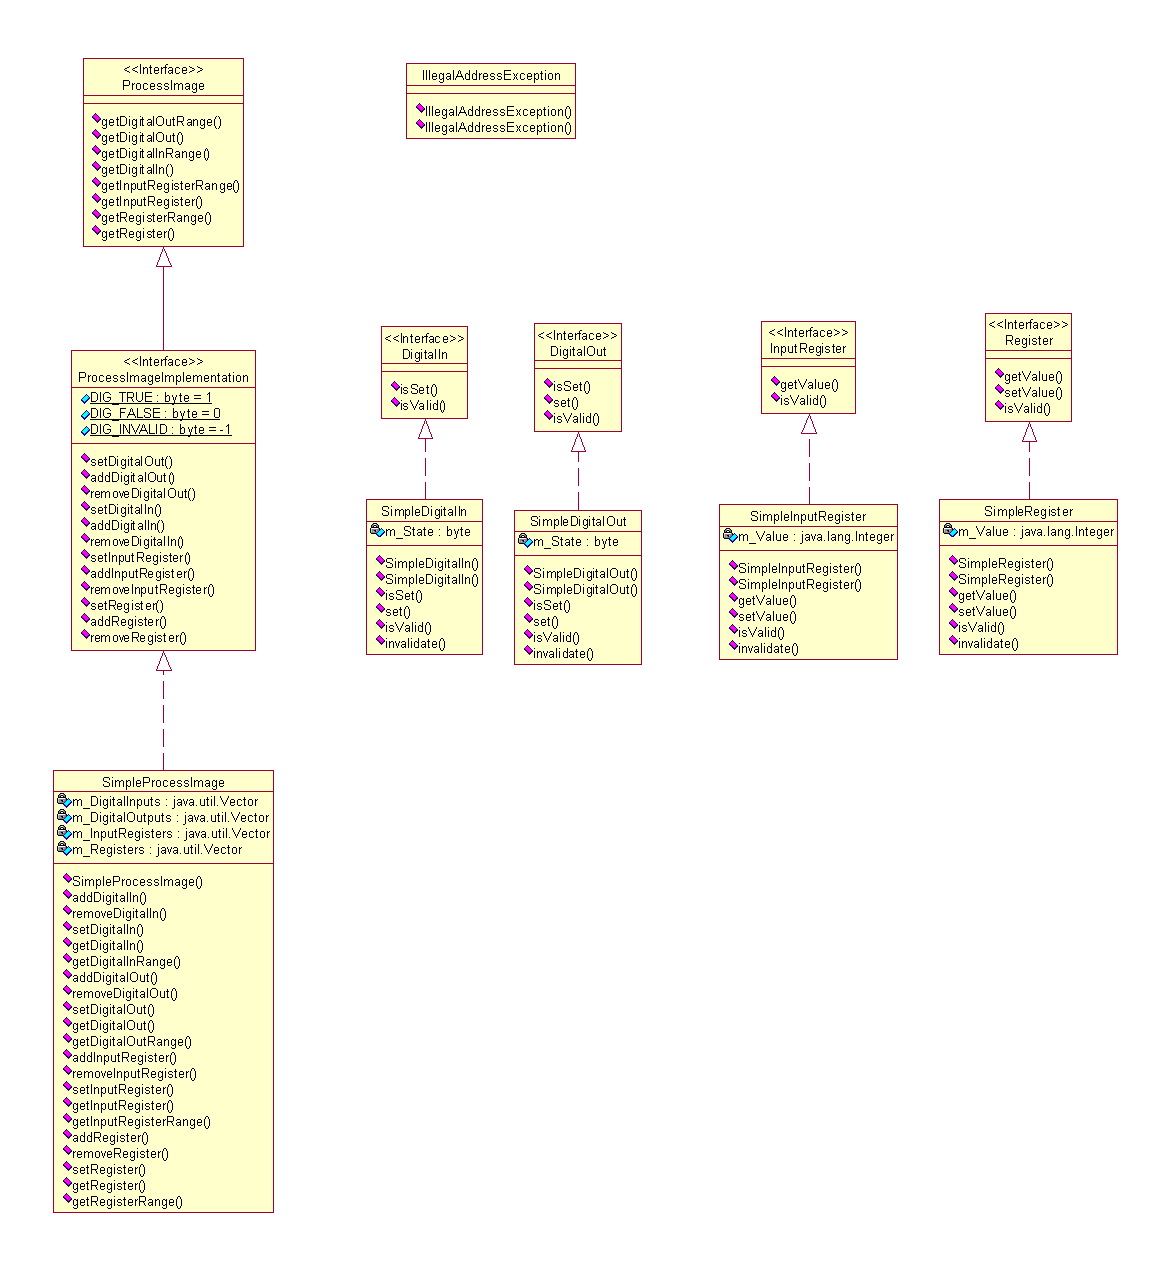 <<Interface>>
ProcessImage
getDigitalOutRange()
getDigitalOut()
getDigitalInRange()
getDigitalIn()
getInputRegisterRange()
getInputRegister()
getRegisterRange()
getRegister()
IllegalAddressException
IllegalAddressException()
IllegalAddressException()
<<Interface>>
ProcessImageImplementation
DIG_TRUE : byte = 1
DIG_FALSE : byte = 0
DIG_INVALID : byte = -1
setDigitalOut()
addDigitalOut()
removeDigitalOut()
setDigitalIn()
addDigitalIn()
removeDigitalIn()
setInputRegister()
addInputRegister()
removeInputRegister()
setRegister()
addRegister()
removeRegister()
<<Interface>>
DigitalIn
isSet()
isValid()
<<Interface>>
DigitalOut
isSet()
set()
isValid()
<<Interface>>
InputRegister
getValue()
isValid()
<<Interface>>
Register
getValue()
setValue()
isValid()
SimpleDigitalIn
m_State : byte
SimpleDigitalIn()
SimpleDigitalIn()
isSet()
set()
isValid()
invalidate()
SimpleDigitalOut
m_State : byte
SimpleDigitalOut()
SimpleDigitalOut()
isSet()
set()
isValid()
invalidate()
SimpleInputRegister
m_Value : java.lang.Integer
SimpleInputRegister()
SimpleInputRegister()
getValue()
setValue()
isValid()
invalidate()
SimpleRegister
m_Value : java.lang.Integer
SimpleRegister()
SimpleRegister()
getValue()
setValue()
isValid()
invalidate()
SimpleProcessImage
m_DigitalInputs : java.util.Vector
m_DigitalOutputs : java.util.Vector
m_InputRegisters : java.util.Vector
m_Registers : java.util.Vector
SimpleProcessImage()
addDigitalIn()
removeDigitalIn()
setDigitalIn()
getDigitalIn()
getDigitalInRange()
addDigitalOut()
removeDigitalOut()
setDigitalOut()
getDigitalOut()
getDigitalOutRange()
addInputRegister()
removeInputRegister()
setInputRegister()
getInputRegister()
getInputRegisterRange()
addRegister()
removeRegister()
setRegister()
getRegister()
getRegisterRange()